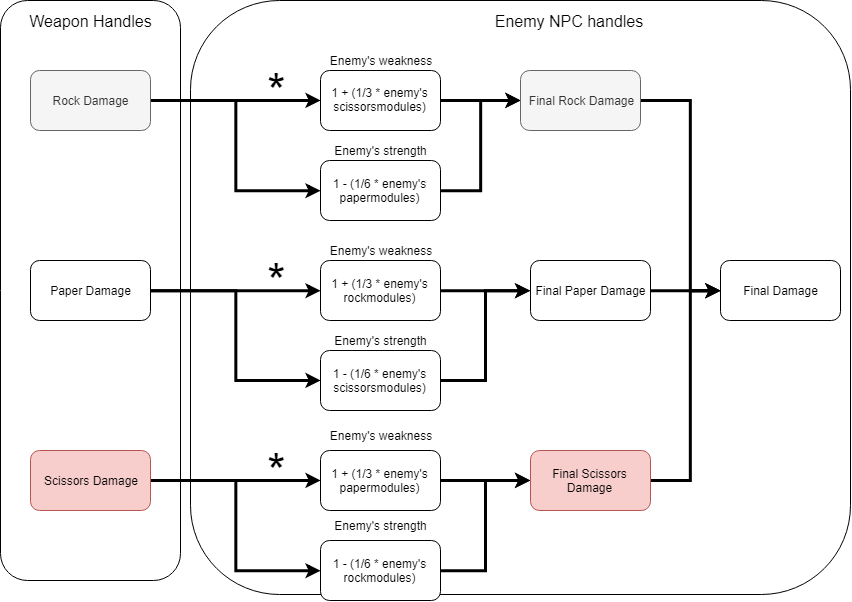 Weapon Handles
Enemy NPC handles
Enemy's weakness
Rock Damage
*
1 + (1/3 * enemy's
scissorsmodules)
Final Rock Damage
Enemy's strength
1 - (1/6 * enemy's
papermodules)
Enemy's weakness
Paper Damage
*
1 + (1/3 * enemy's
rockmodules)
Final Paper Damage
Final Damage
Enemy's strength
1 - (1/6 * enemy's
scissorsmodules)
Enemy's weakness
Scissors Damage
*
1 + (1/3 * enemy's
papermodules)
Final Scissors
Damage
Enemy's strength
1 - (1/6 * enemy's
rockmodules)